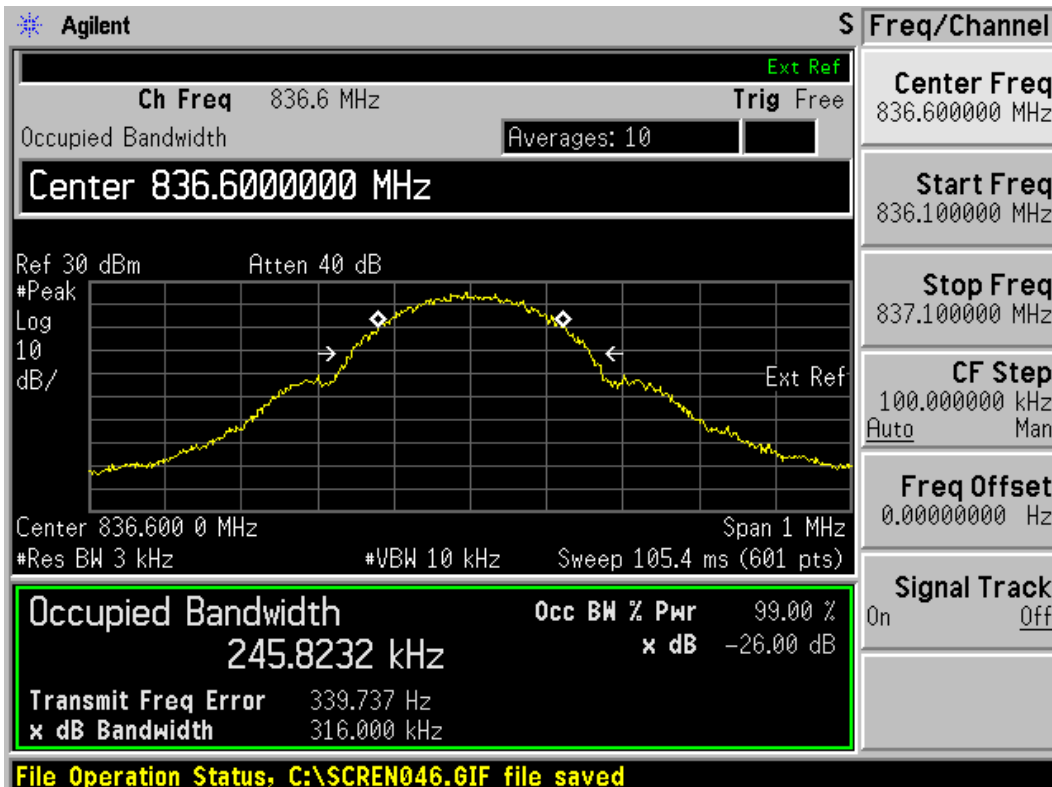 Agilent S
Ext Ref
Ch Freq 836.6 MHz Trig Free
Occupied Bandwidth Averages: 10
Center 836.6000000 MHz
Ref 30 dBm Atten 40 dB
#Peak
Log
10
dB/
Ext Ref
Center 836.600 0 MHz Span 1 MHz
#Res BW 3 kHz #VBW 10 kHz Sweep 105.4 ms (601 pts)
Occupied Bandwidth Occ BW % Pwr 99.00 %
245.8232 kHz x dB -26.00 dB
Transmit Freq Error 339.737 Hz
x dB Bandwidth 316.000 kHz
File Operation Status, C:\SCREN046.GIF file saved
Freq/Channel
Center Freq
836.600000 MHz
Start Freq
836.100000 MHz
Stop Freq
837.100000 MHz
CF Step
100.000000 kHz
Auto Man
Freq Offset
0.00000000 Hz
Signal Track
On Off